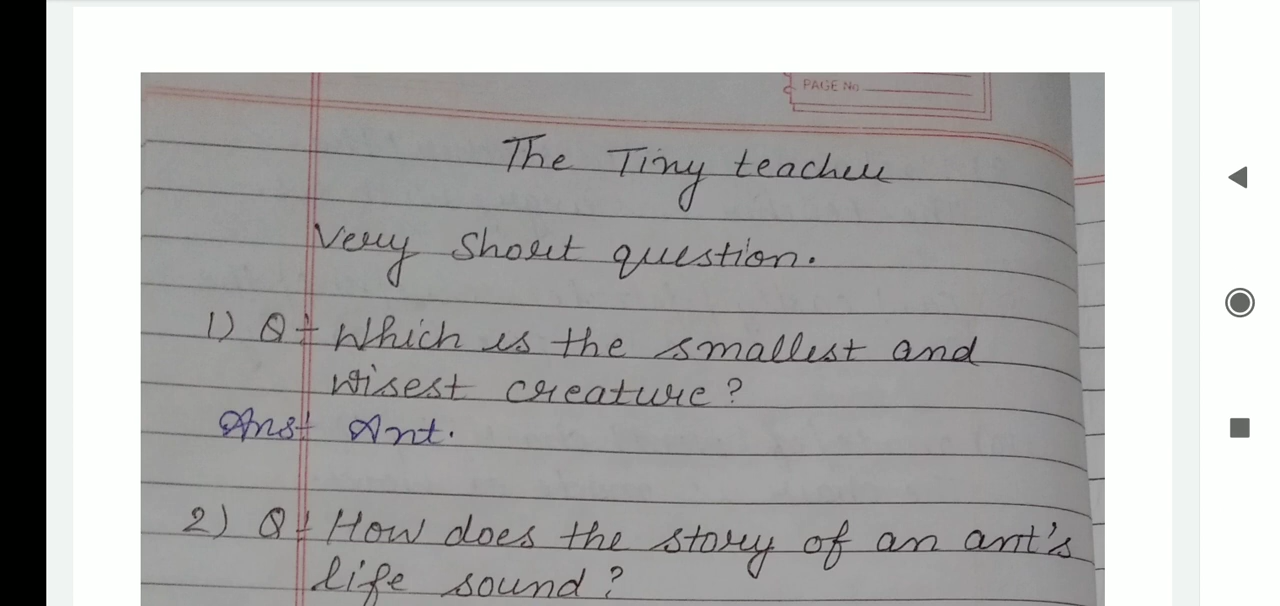 PAGE No
The Tiny teacher
Very Short question.
1) Q:- Which is the smallest and
wisest creature?
Ans:- Ant.
2) Q:- How does the story of an ant's
life sound?